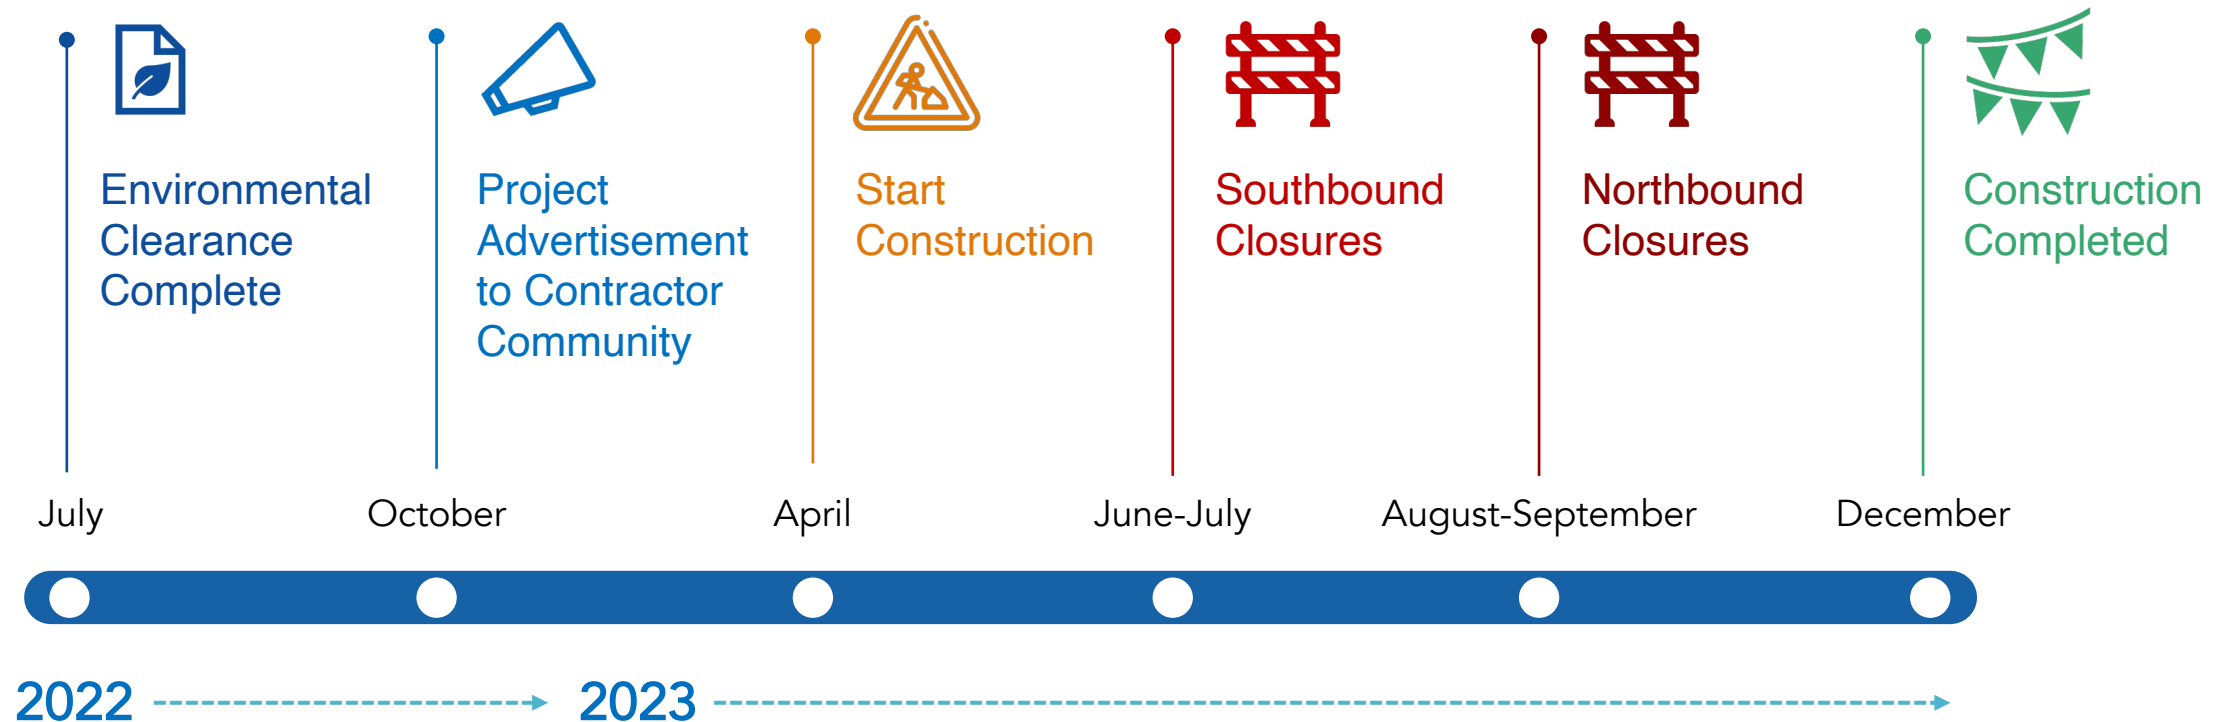 Environmental
Clearance
Complete
Project
Advertisement
to Contractor
Community
Start
Construction
Southbound
Closures
Northbound
Closures
Construction
Completed
July
October
April
June-July
August-September
December
2022
2023